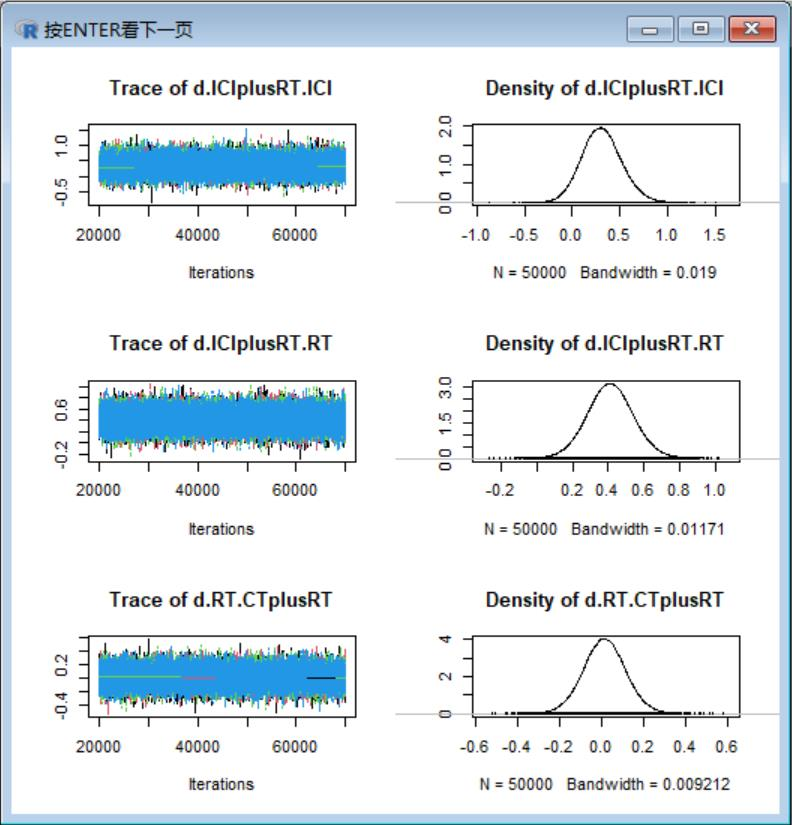 按ENTER看下一页
Trace of d.ICIplusRT.ICI
1.0
-0.5
20000 40000 60000
Iterations
Density of d.ICIplusRT.ICI
2.0
1.0
0.0
-1.0 -0.5 0.0 0.5 1.0 1.5
N = 50000 Bandwidth = 0.019
Trace of d.ICIplusRT.RT
0.6
-0.2
20000 40000 60000
Iterations
Density of d.ICIplusRT.RT
3.0
1.5
0.0
-0.2 0.2 0.4 0.6 0.8 1.0
N = 50000 Bandwidth = 0.01171
Trace of d.RT.CTplusRT
0.2
-0.4
20000 40000 60000
Iterations
Density of d.RT.CTplusRT
4
2
0
-0.6 -0.4 -0.2 0.0 0.2 0.4 0.6
N = 50000 Bandwidth = 0.009212